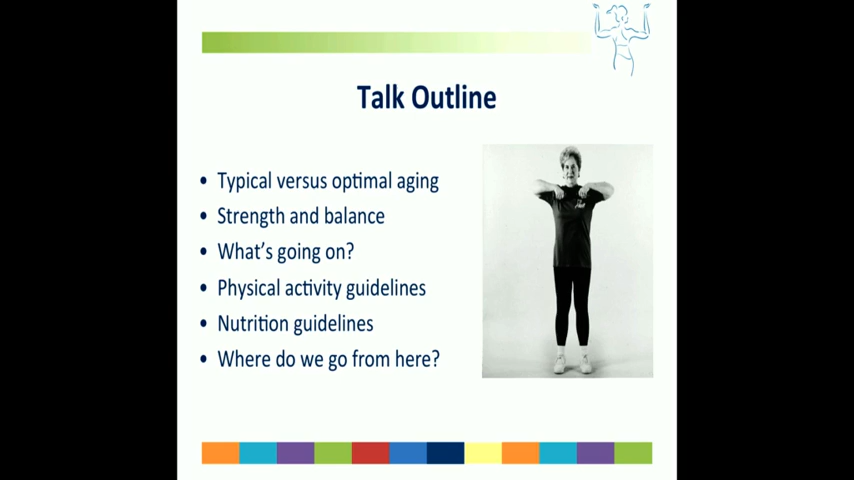 Talk Outline
• Typical versus optimal aging
• Strength and balance
• What's going on?
• Physical activity guidelines
• Nutrition guidelines
• Where do we go from here?